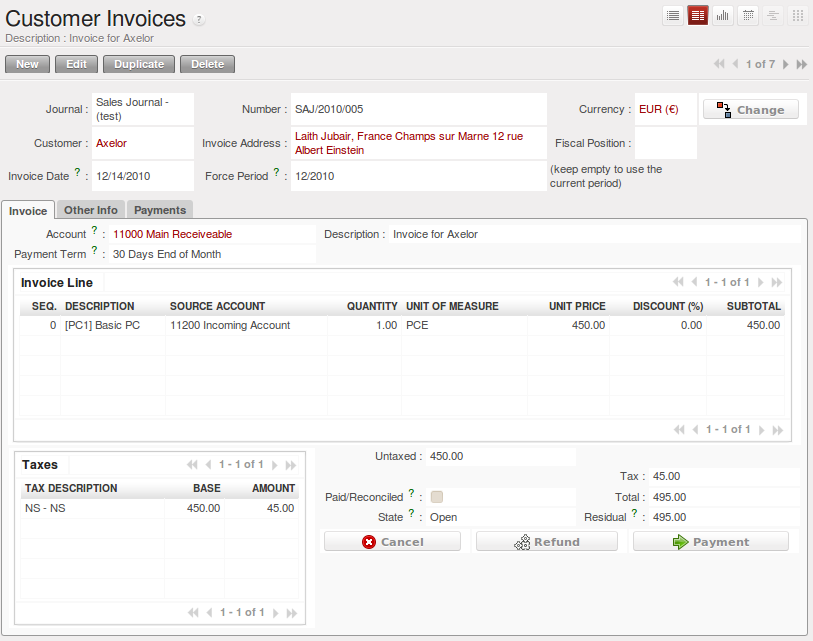 Customer Invoices ?
Description : Invoice for Axelor
New Edit Duplicate Delete 1 of 7
Journal : Sales Journal - (test) Number : SAJ/2010/005 Currency : EUR (€) Change
Customer : Axelor Invoice Address : Laith Jubair, France Champs sur Marne 12 rue Albert Einstein Fiscal Position :
Invoice Date ? : 12/14/2010 Force Period ? : 12/2010 (keep empty to use the current period)
Invoice Other Info Payments
Account ? : 11000 Main Receiveable Description : Invoice for Axelor
Payment Term ? : 30 Days End of Month
Invoice Line 1 - 1 of 1
SEQ. DESCRIPTION SOURCE ACCOUNT QUANTITY UNIT OF MEASURE UNIT PRICE DISCOUNT (%) SUBTOTAL
0 [PC1] Basic PC 11200 Incoming Account 1.00 PCE 450.00 0.00 450.00
1 - 1 of 1
Taxes 1 - 1 of 1
TAX DESCRIPTION BASE AMOUNT
NS - NS 450.00 45.00
1 - 1 of 1
Untaxed : 450.00
Tax : 45.00
Paid/Reconciled ? : Total : 495.00
State ? : Open Residual ? : 495.00
Cancel Refund Payment